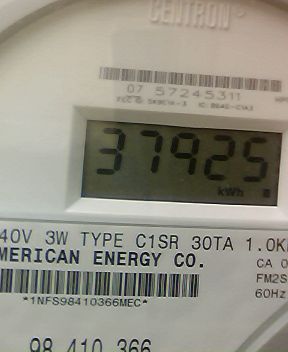 CENTRON
07 57245311
37925
kWh
40V 3W TYPE C1SR 30TA 1.0K
MERICAN ENERGY CO.
CA 0
FM2S
60Hz
*1NFS98410366MEC*
98 410 366